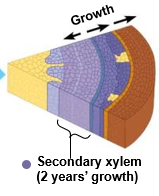 Growth
Secondary xylem
(2 years’ growth)